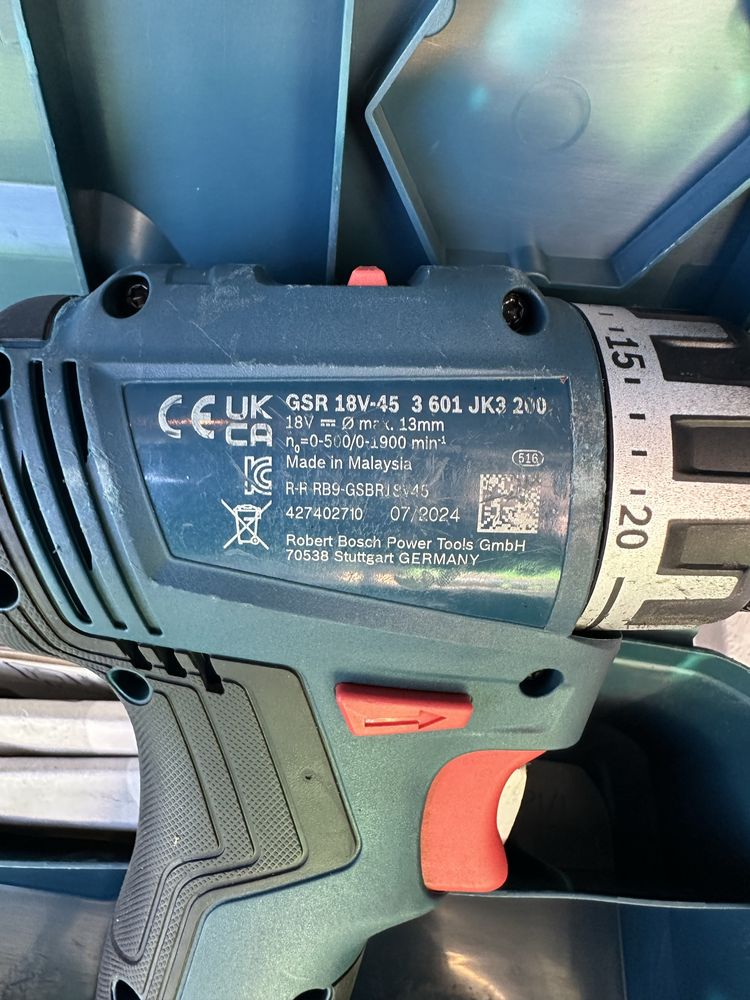 CE UK CA
GSR 18V-45 3 601 JK3 200
18V ⎓ Ø max. 13mm
n₀=0-500/0-1900 min⁻¹
Made in Malaysia
516
R-R-RB9-GSBR18V45
427402710 07/2024
Robert Bosch Power Tools GmbH
70538 Stuttgart GERMANY
15
20